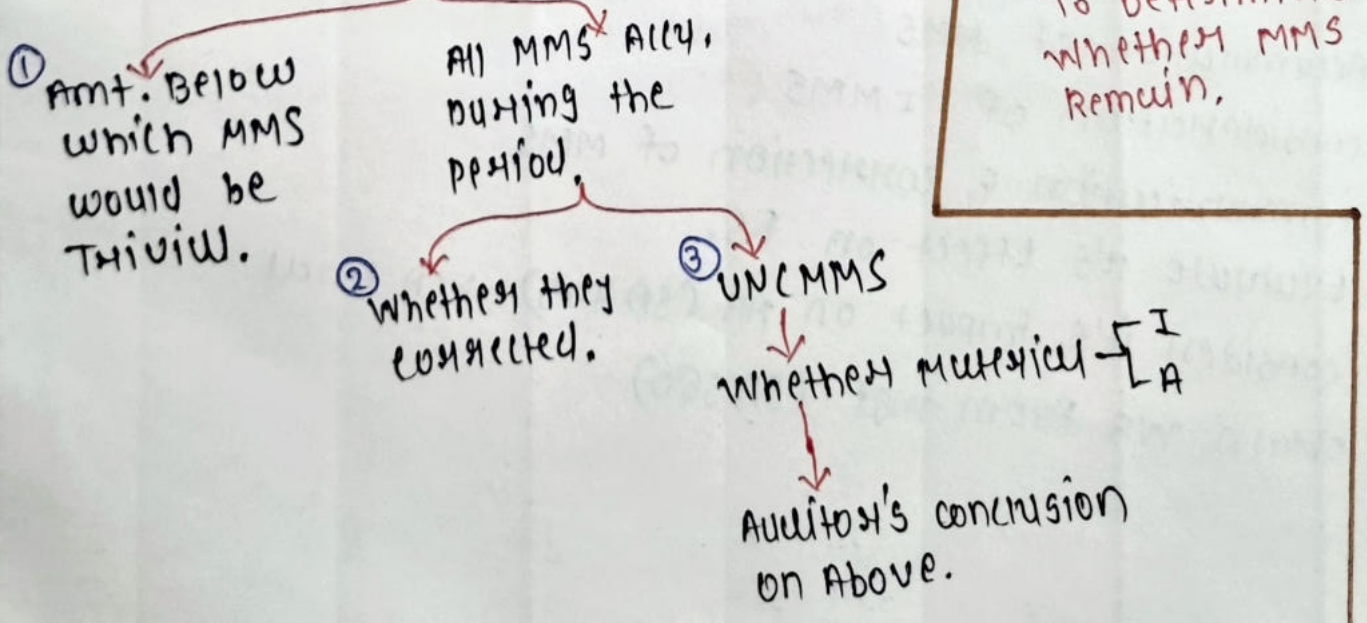 ①
Amt. Below
which MMS
would be
Trivial.
All MMS Accu.
During the
period.
②
Whether they
corrected.
③
UNCMMS
Whether Material
I
A
Auditor's conclusion
on Above.
To
Whether MMS
Remain.